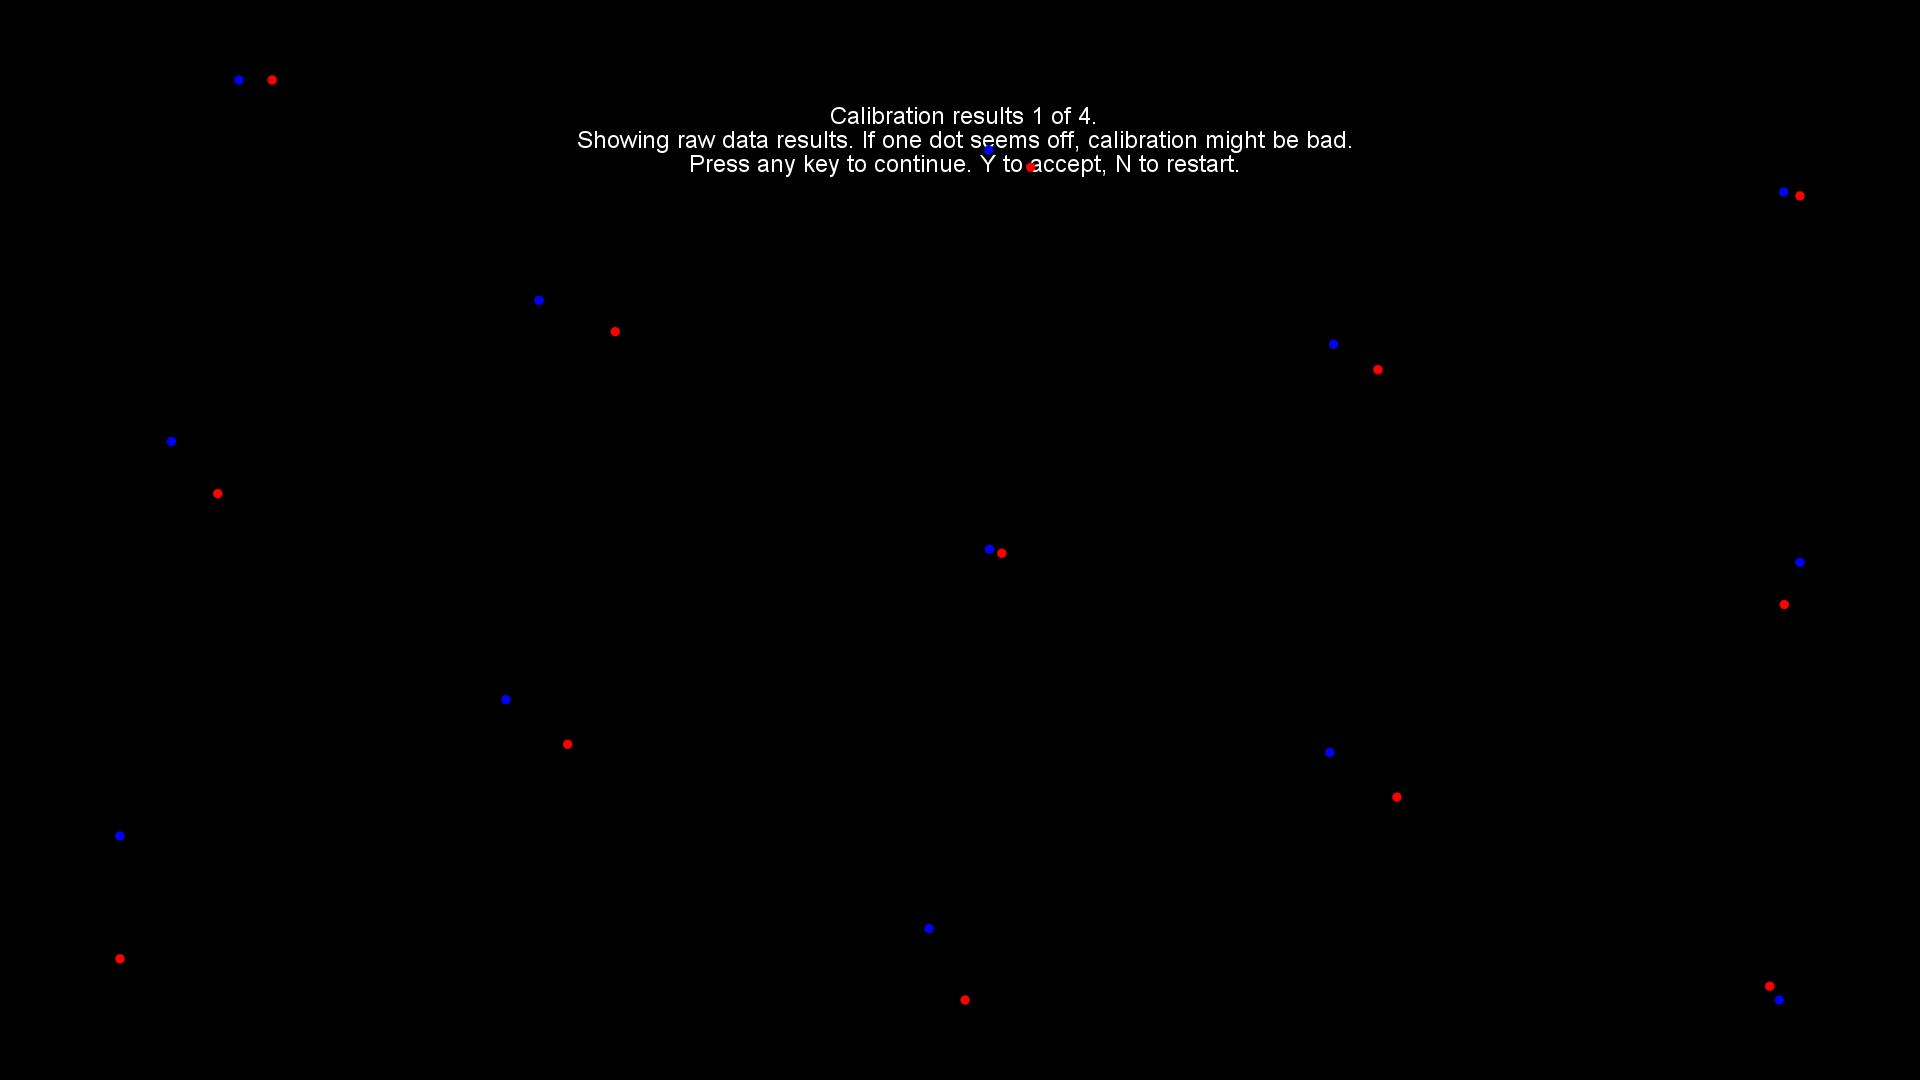 Calibration results 1 of 4.
Showing raw data results. If one dot seems off, calibration might be bad.
Press any key to continue. Y to accept, N to restart.